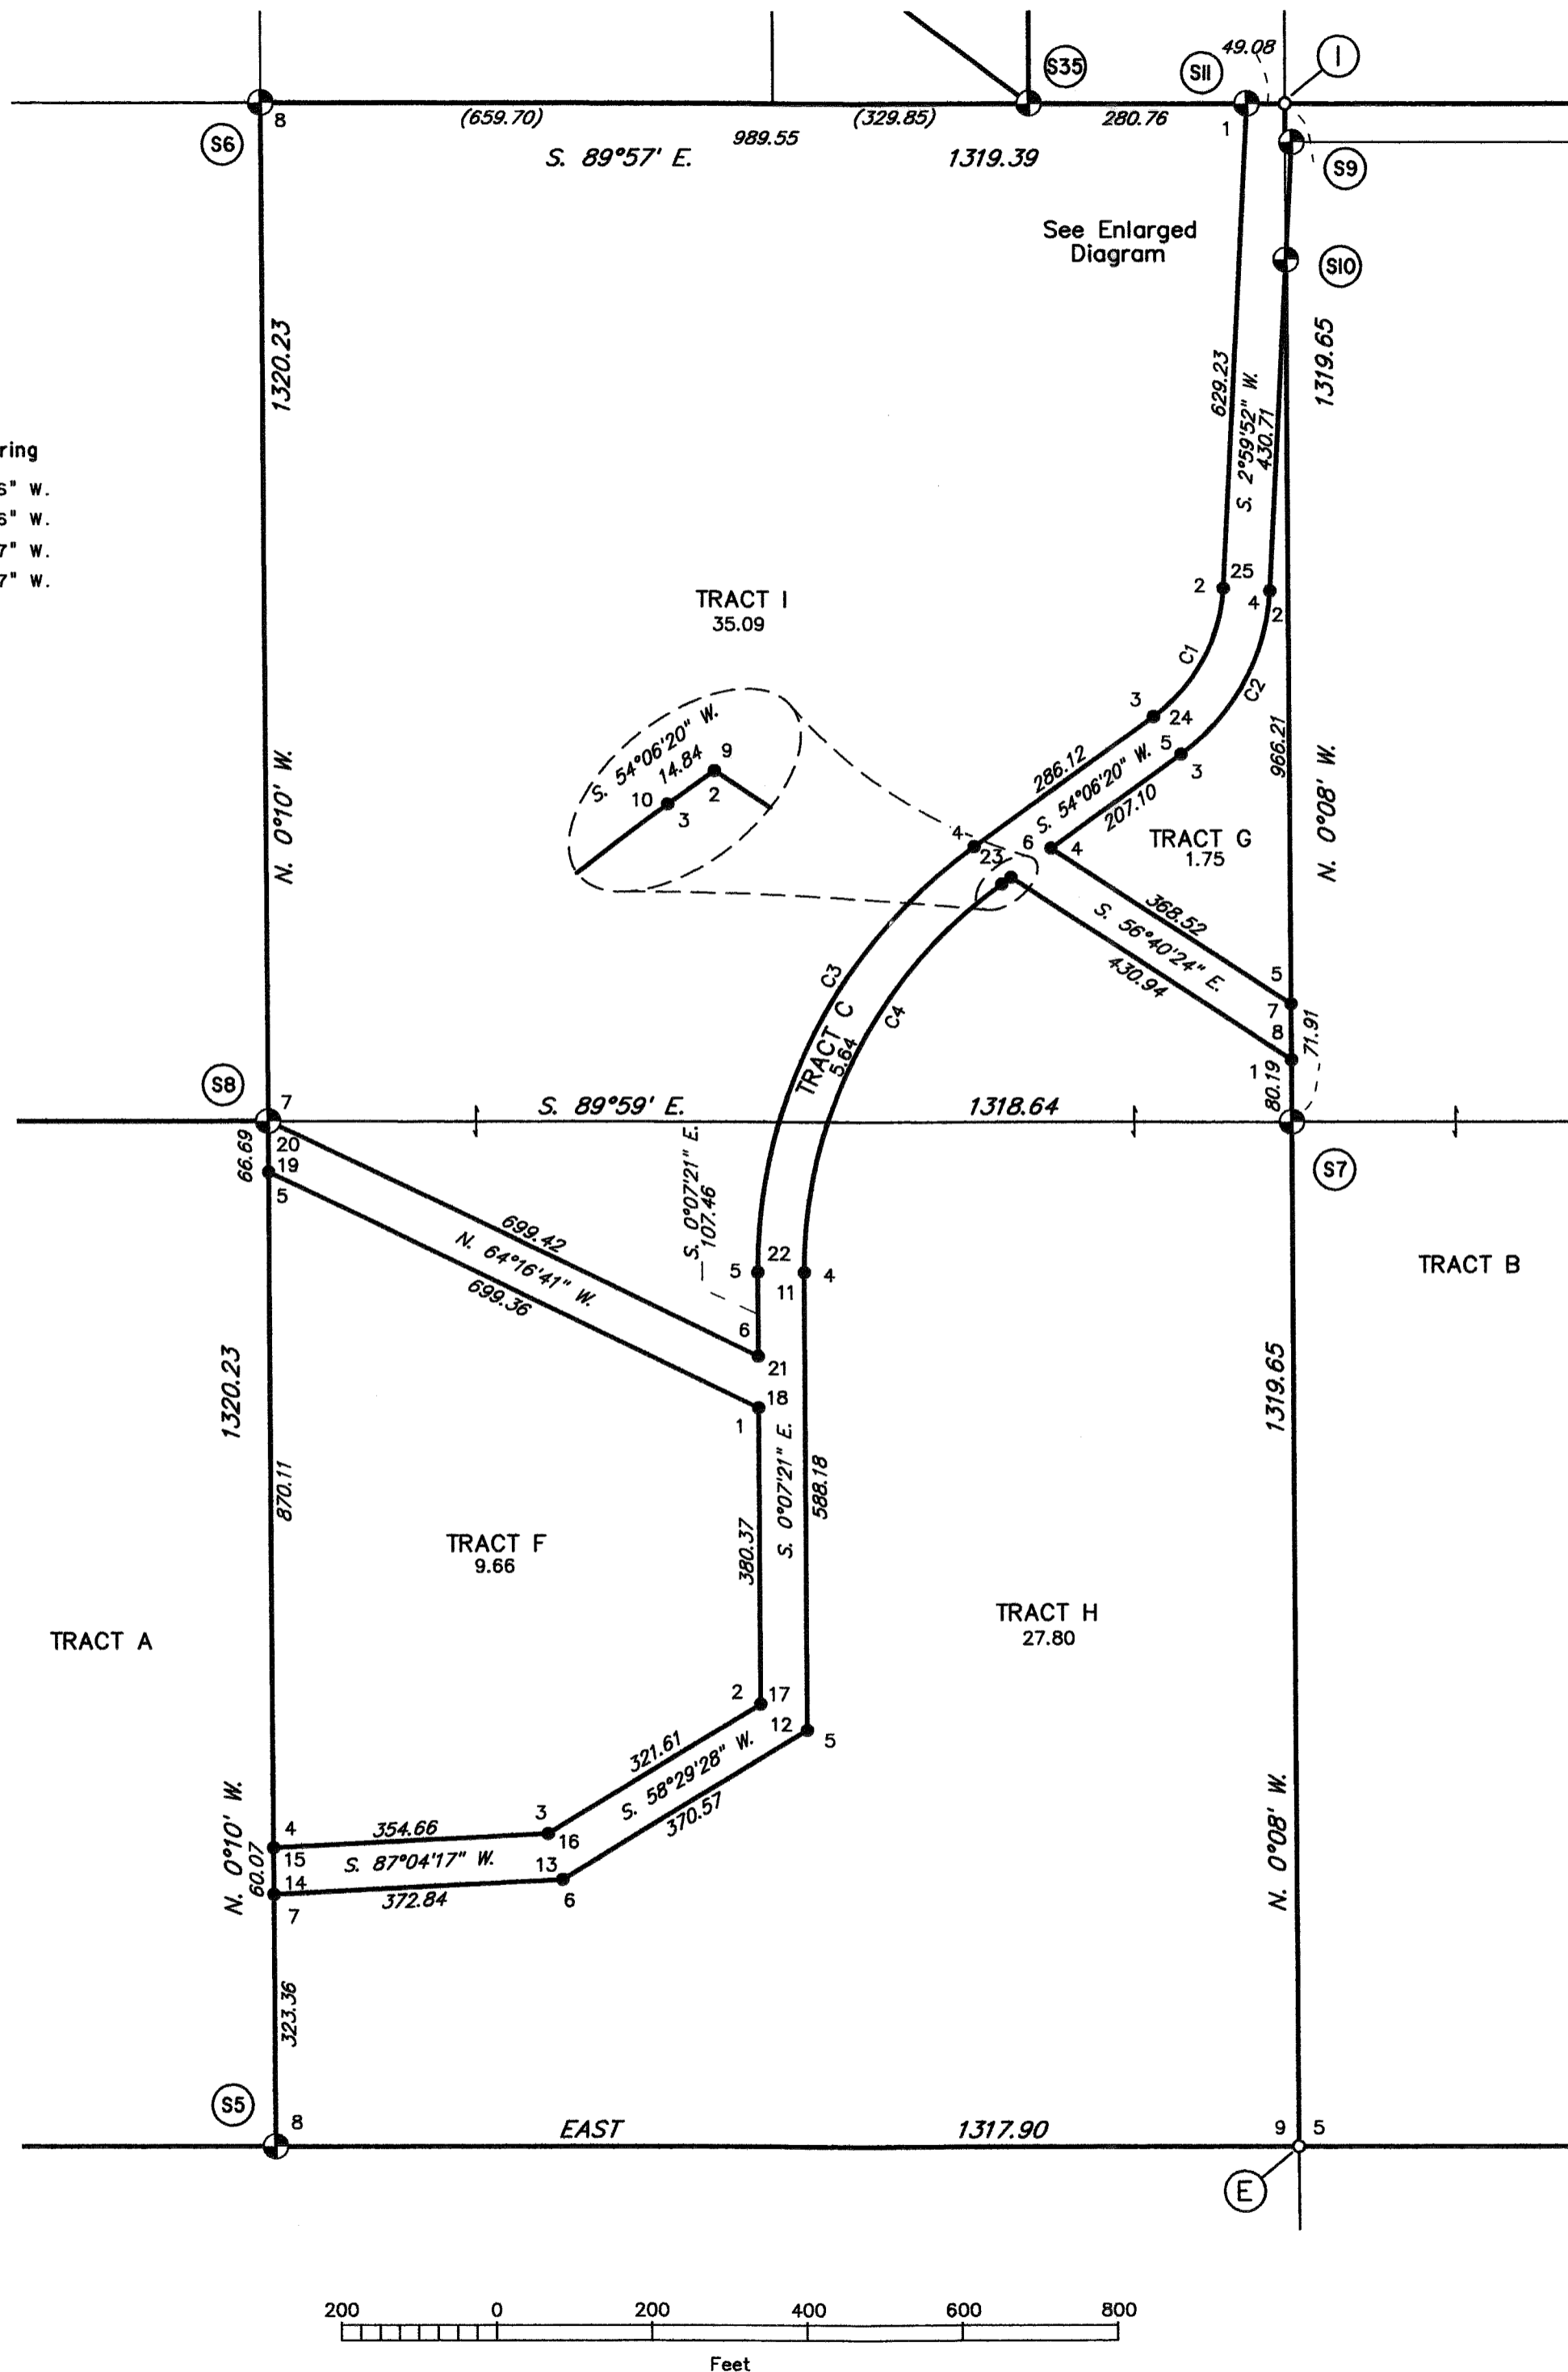 49.08
I
S35
S11
S6
8
(659.70)
989.55
(329.85)
280.76
1
S. 89°57' E.
1319.39
S9
See Enlarged
Diagram
S10
1320.23
629.23
S. 2°59'52" W.
430.71
1319.65
ring
6" W.
6" W.
7" W.
7" W.
2
25
4
2
TRACT I
35.09
C1
C2
3
24
5
3
S. 54°06'20" W.
14.84
9
10
2
3
286.12
S. 54°06'20" W.
207.10
966.21
N. 0°10' W.
N. 0°08' W.
4
23
6
4
TRACT G
1.75
368.52
S. 56°40'24" E.
430.94
C3
C4
TRACT C
5.64
5
7
8
1
71.91
80.19
S8
7
S. 89°59' E.
1318.64
S7
66.69
20
19
5
S. 0°07'21" E.
107.46
699.42
N. 64°16'41" W.
699.36
5
22
11
4
6
21
18
1
TRACT B
1320.23
870.11
1319.65
380.37
S. 0°07'21" E.
588.18
TRACT F
9.66
TRACT A
TRACT H
27.80
2
17
12
5
321.61
S. 58°29'28" W.
370.57
4
354.66
3
16
15
S. 87°04'17" W.
13
14
372.84
6
7
N. 0°10' W.
60.07
N. 0°08' W.
323.36
S5
8
EAST
1317.90
9
5
E
200
0
200
400
600
800
Feet